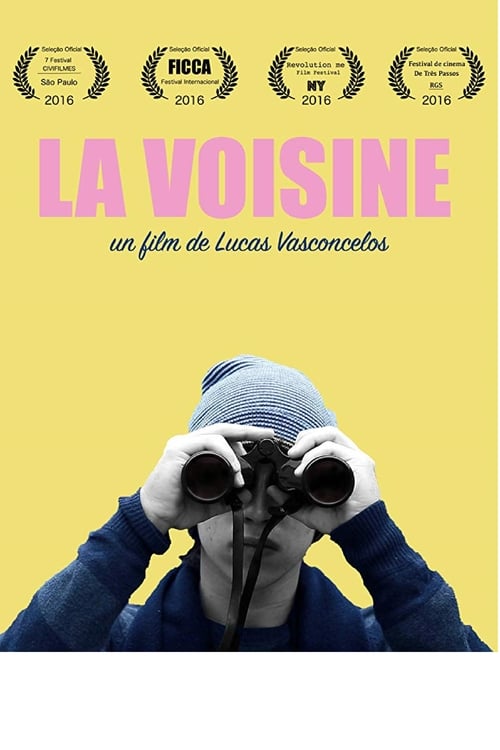 Seleção Oficial
7 Festival
CIVIFILMES
São Paulo
2016
Seleção Oficial
FICCA
Festival Internacional
2016
Seleção Oficial
Revolution me
Film Festival
NY
2016
Seleção Oficial
Festival de cinema
De Três Passos
RGS
2016
LA VOISINE
un film de Lucas Vasconcelos